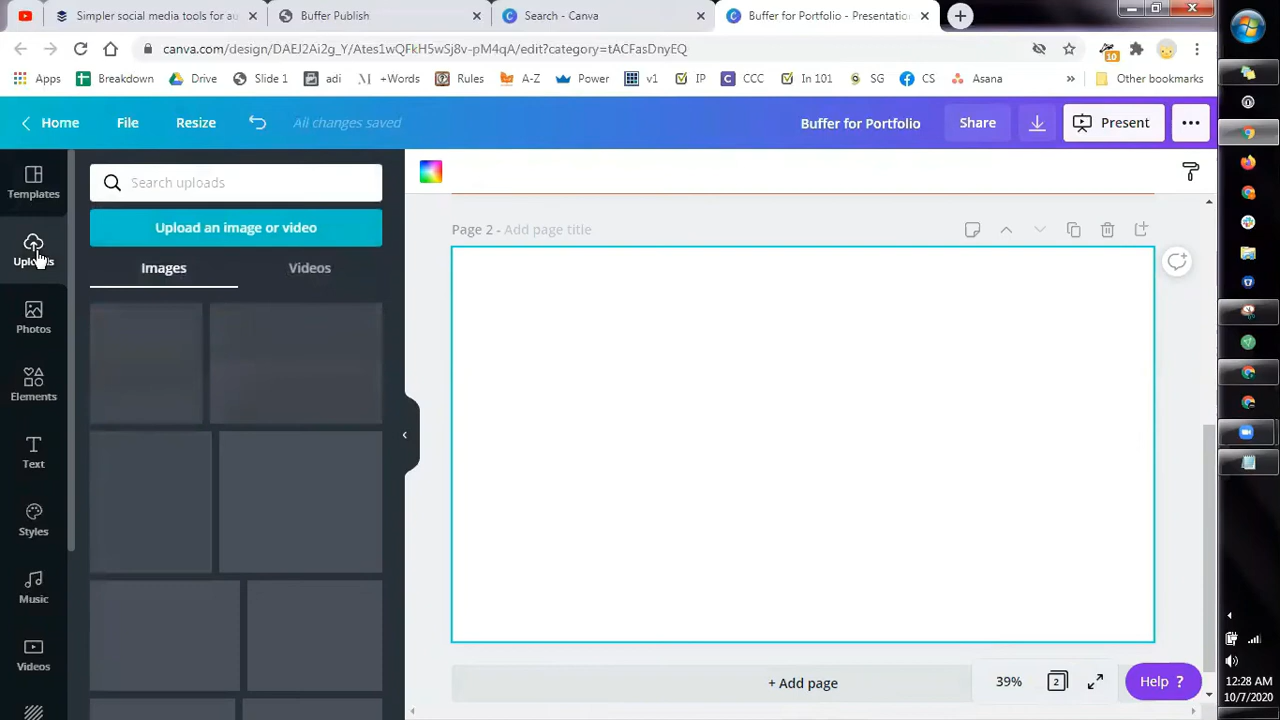 Simpler social media tools for au
Buffer Publish
Search - Canva
Buffer for Portfolio - Presentation
canva.com/design/DAEJ2Ai2g_Y/Ates1wQFkH5wSj8v-pM4qA/edit?category=tACFasDnyEQ
10
Apps
Breakdown
Drive
Slide 1
adi
+Words
Rules
A-Z
Power
v1
IP
CCC
In 101
SG
CS
Asana
Other bookmarks
Home
File
Resize
All changes saved
Buffer for Portfolio
Share
Present
Templates
Uploads
Photos
Elements
Text
Styles
Music
Videos
Search uploads
Upload an image or video
Images
Videos
Page 2 - Add page title
+ Add page
39%
2
Help ?
12:28 AM
10/7/2020